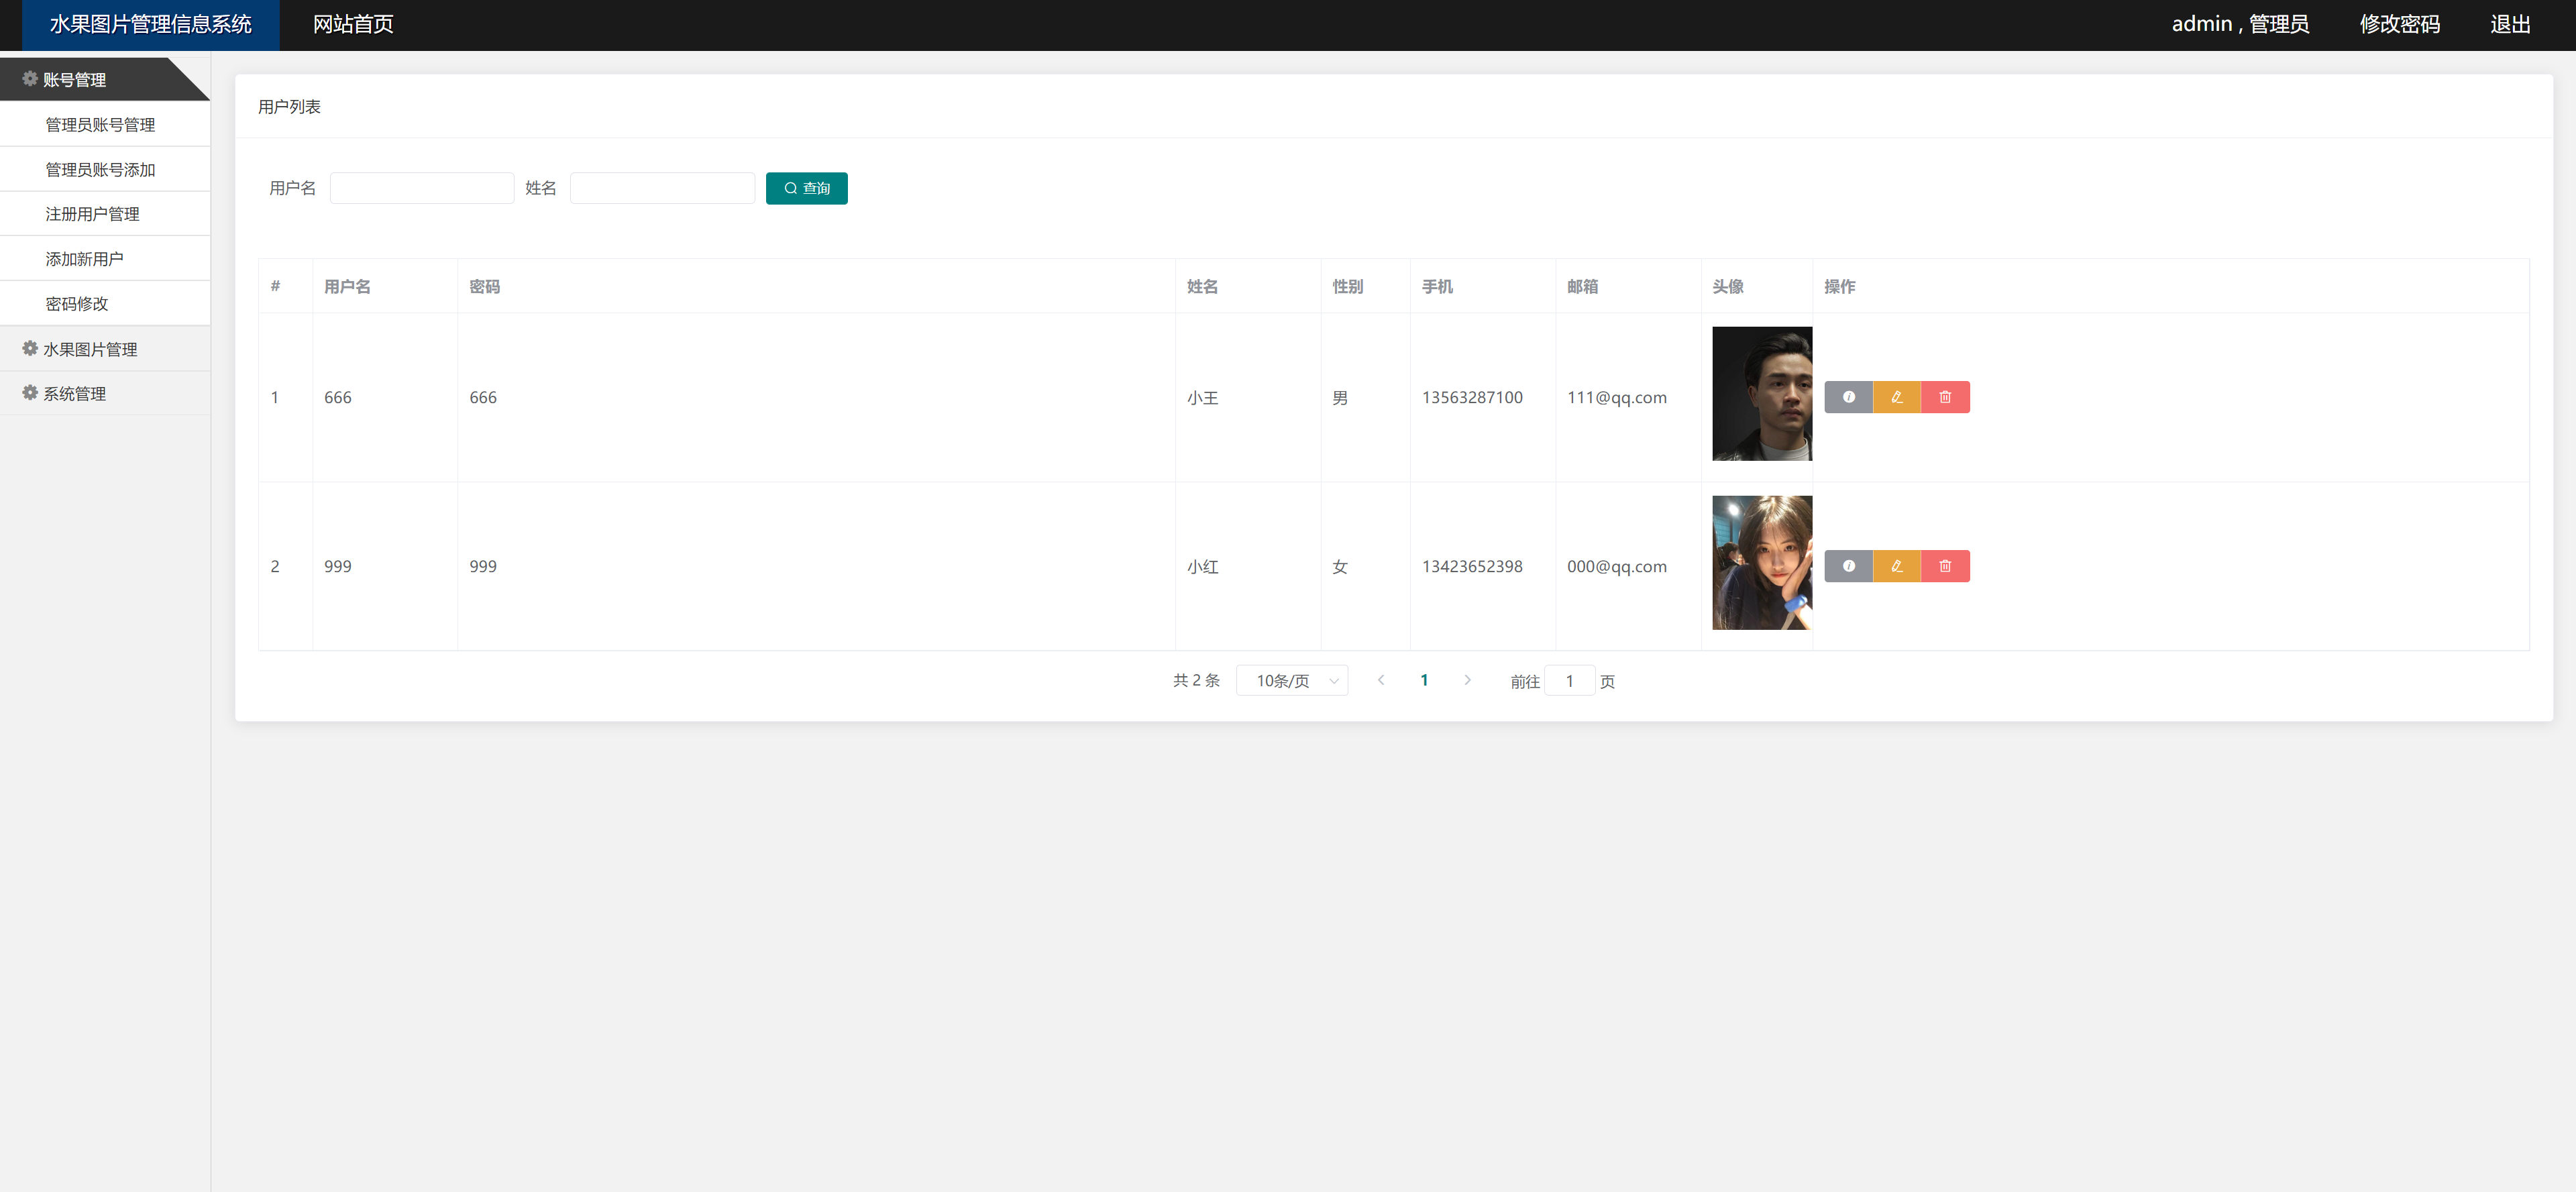 水果图片管理信息系统 网站首页 admin , 管理员 修改密码 退出
账号管理
管理员账号管理
管理员账号添加
注册用户管理
添加新用户
密码修改
水果图片管理
系统管理
用户列表
用户名 姓名 查询
# 用户名 密码 姓名 性别 手机 邮箱 头像 操作
1 666 666 小王 男 13563287100 111@qq.com
2 999 999 小红 女 13423652398 000@qq.com
共 2 条 10条/页 1 前往 1 页